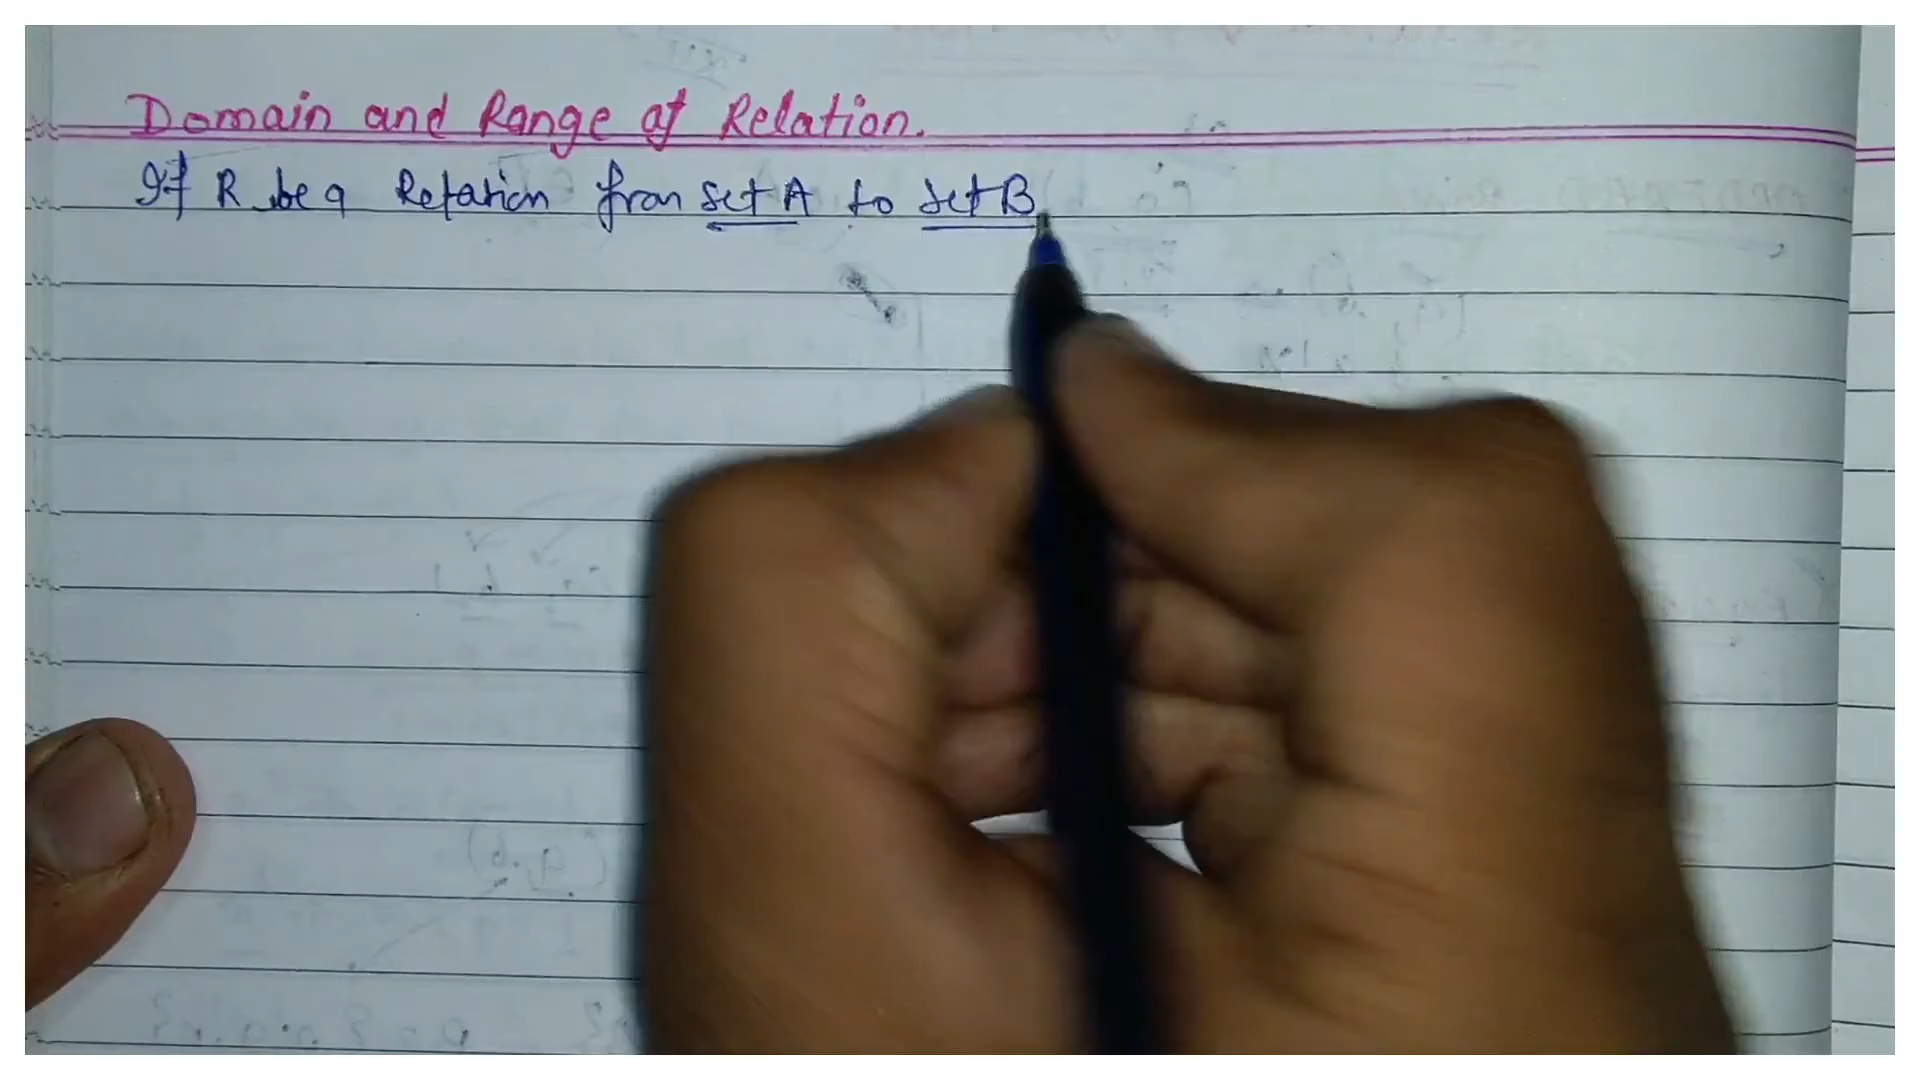 Domain and Range of Relation.
If R be a Relation from set A to set B